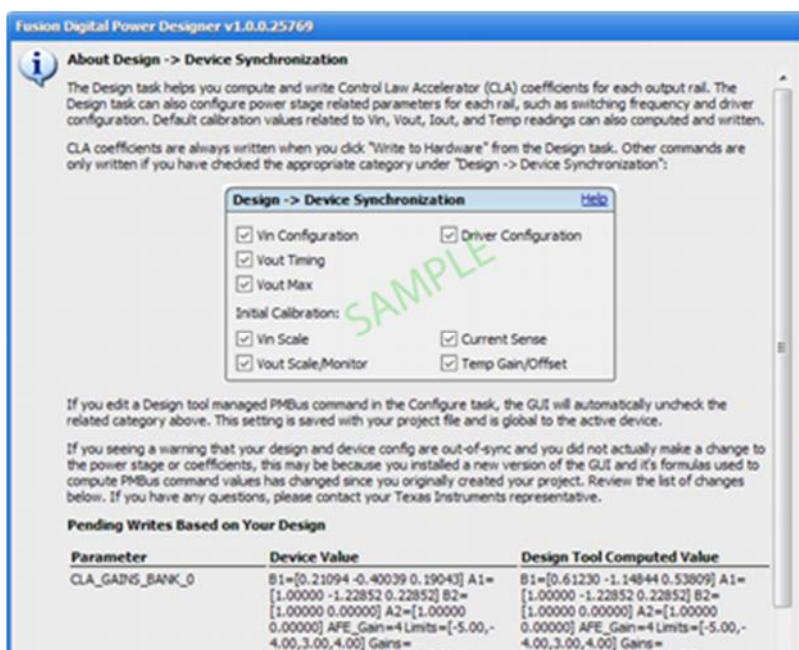 Fusion Digital Power Designer v1.0.0.25769
About Design -> Device Synchronization
The Design task helps you compute and write Control Law Accelerator (CLA) coefficients for each output rail. The
Design task can also configure power stage related parameters for each rail, such as switching frequency and driver
configuration. Default calibration values related to Vin, Vout, Iout, and Temp readings can also computed and written.
CLA coefficients are always written when you click "Write to Hardware" from the Design task. Other commands are
only written if you have checked the appropriate category under "Design -> Device Synchronization":
Design -> Device Synchronization Help
Vin Configuration Driver Configuration
Vout Timing
Vout Max
SAMPLE
Initial Calibration:
Vin Scale Current Sense
Vout Scale/Monitor Temp Gain/Offset
If you edit a Design tool managed PMBus command in the Configure task, the GUI will automatically uncheck the
related category above. This setting is saved with your project file and is global to the active device.
If you seeing a warning that your design and device config are out-of-sync and you did not actually make a change to
the power stage or coefficients, this may be because you installed a new version of the GUI and it's formulas used to
compute PMBus command values has changed since you originally created your project. Review the list of changes
below. If you have any questions, please contact your Texas Instruments representative.
Pending Writes Based on Your Design
Parameter Device Value Design Tool Computed Value
CLA_GAINS_BANK_0 B1=[0.21094 -0.40039 0.19043] A1= B1=[0.61230 -1.14844 0.53809] A1=
[1.00000 -1.22852 0.22852] B2= [1.00000 -1.22852 0.22852] B2=
[1.00000 0.00000] A2=[1.00000 [1.00000 0.00000] A2=[1.00000
0.00000] AFE_Gain=4 Limits=[-5.00,- 0.00000] AFE_Gain=4 Limits=[-5.00,-
4.00,3.00,4.00] Gains= 4.00,3.00,4.00] Gains=